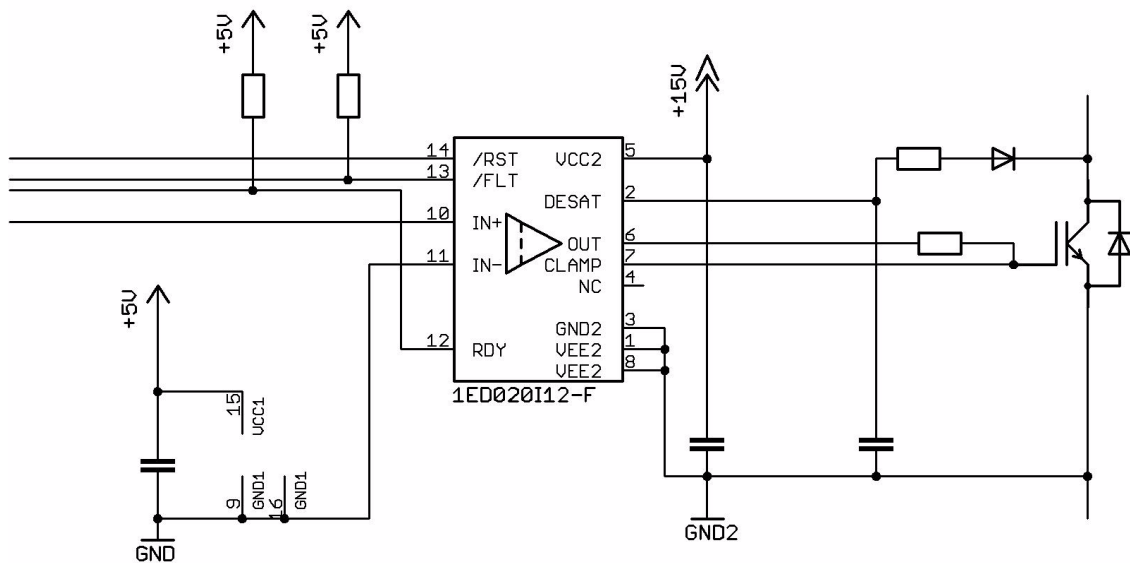 +5V
+5V
+15V
14 /RST
13 /FLT
10 IN+
11 IN-
12 RDY
VCC2 5
DESAT 2
OUT 6
CLAMP 7
NC 4
GND2 3
VEE2 1
VEE2 8
1ED020I12-F
+5V
15 VCC1
9 GND1
16 GND1
GND
GND2